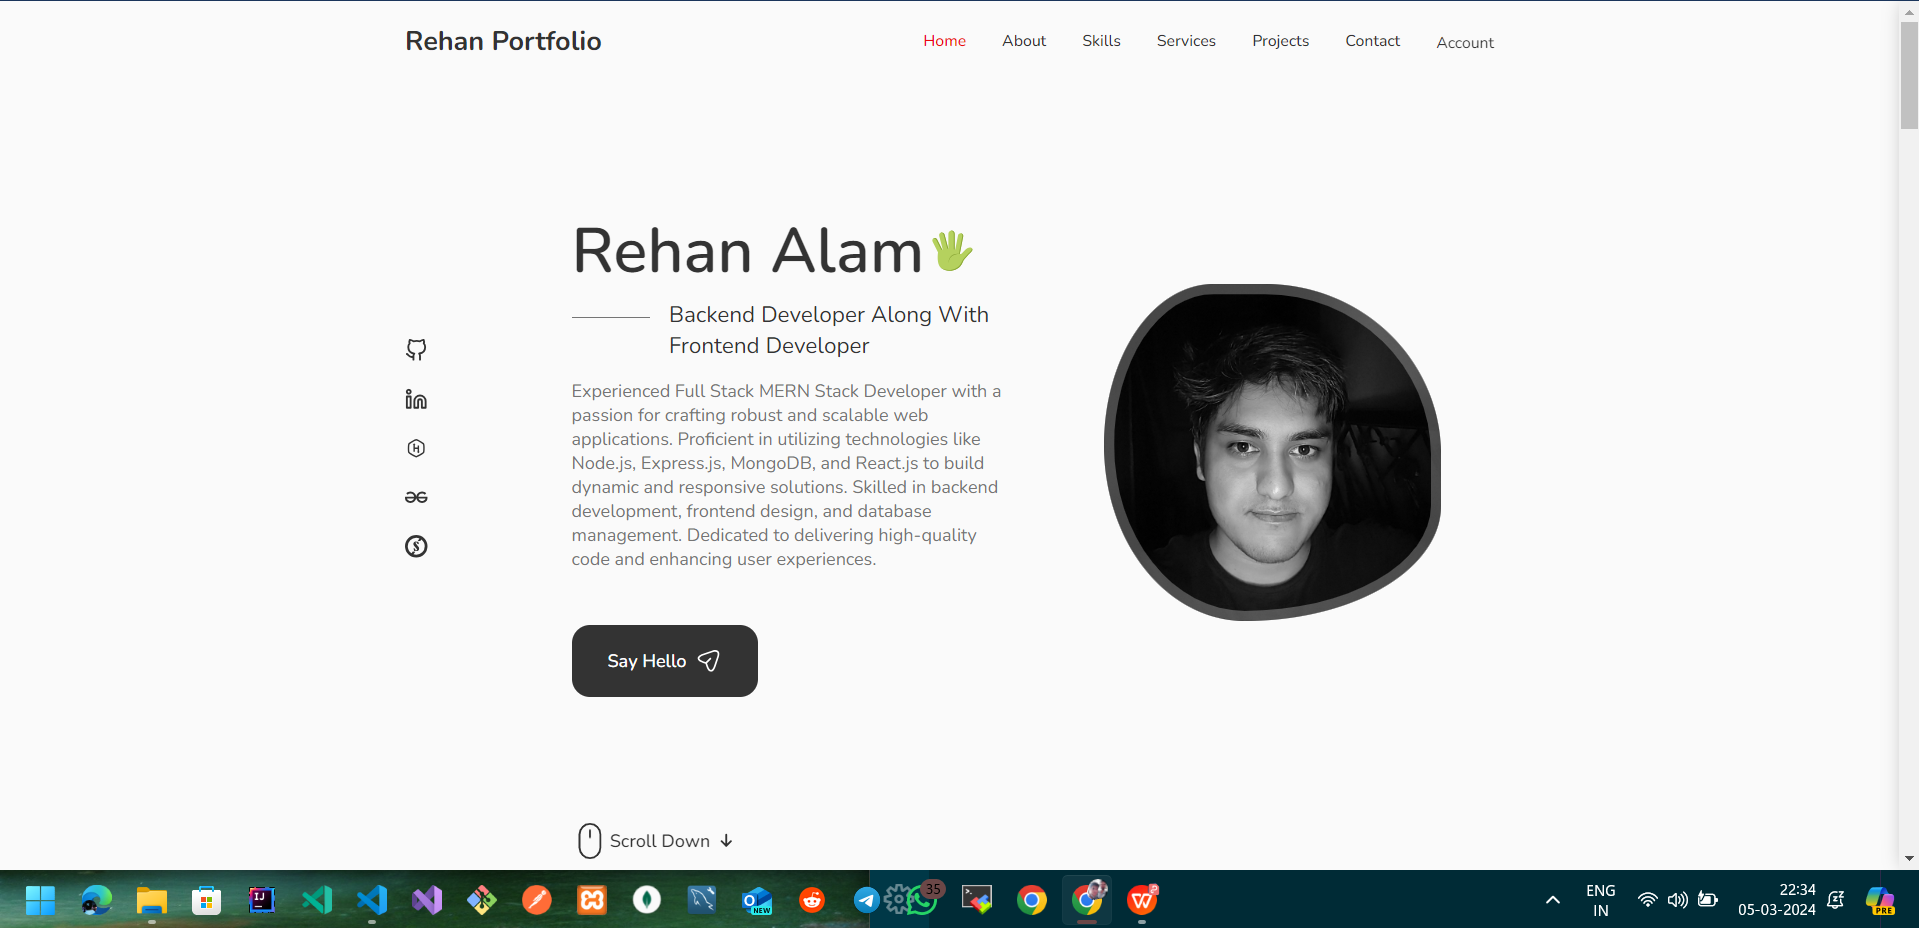 Rehan Portfolio
Home
About
Skills
Services
Projects
Contact
Account
Rehan Alam
Backend Developer Along With
Frontend Developer
Experienced Full Stack MERN Stack Developer with a
passion for crafting robust and scalable web
applications. Proficient in utilizing technologies like
Node.js, Express.js, MongoDB, and React.js to build
dynamic and responsive solutions. Skilled in backend
development, frontend design, and database
management. Dedicated to delivering high-quality
code and enhancing user experiences.
Say Hello
Scroll Down
IJ
NEW
35
ENG
IN
22:34
05-03-2024
PRE